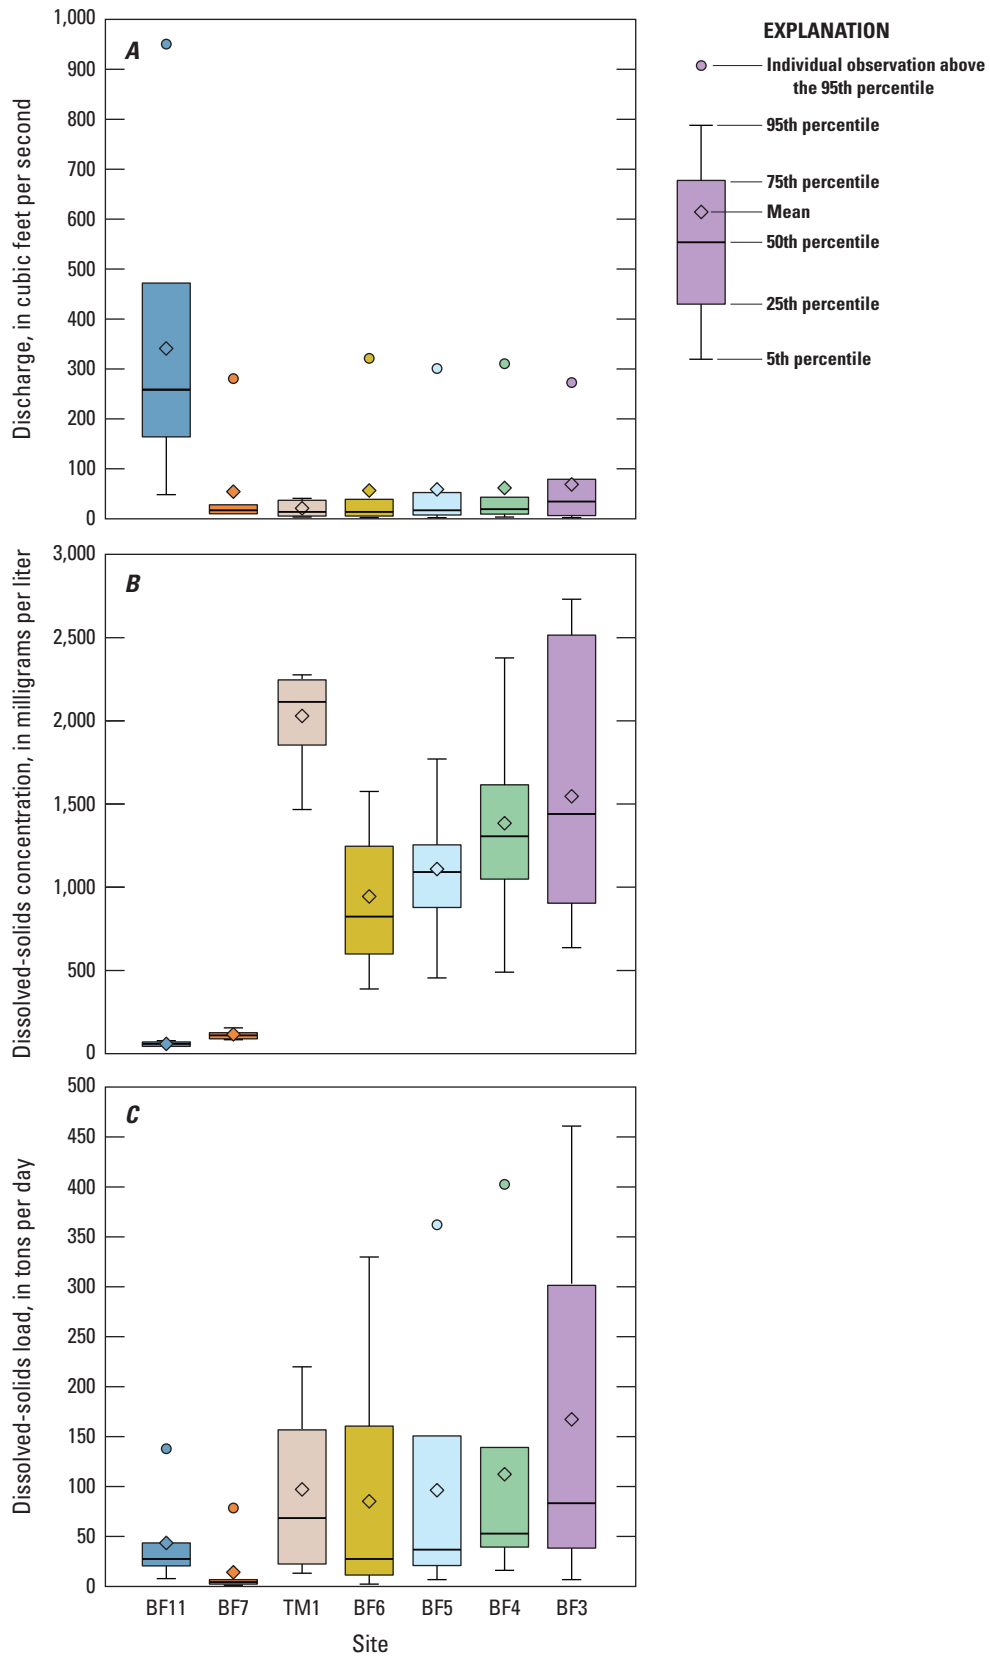 1,000
900
800
700
600
500
400
300
200
100
0
Discharge, in cubic feet per second
A
EXPLANATION
Individual observation above
the 95th percentile
95th percentile
75th percentile
Mean
50th percentile
25th percentile
5th percentile
3,000
2,500
2,000
1,500
1,000
500
0
Dissolved-solids concentration, in milligrams per liter
B
500
450
400
350
300
250
200
150
100
50
0
Dissolved-solids load, in tons per day
C
BF11 BF7 TM1 BF6 BF5 BF4 BF3
Site